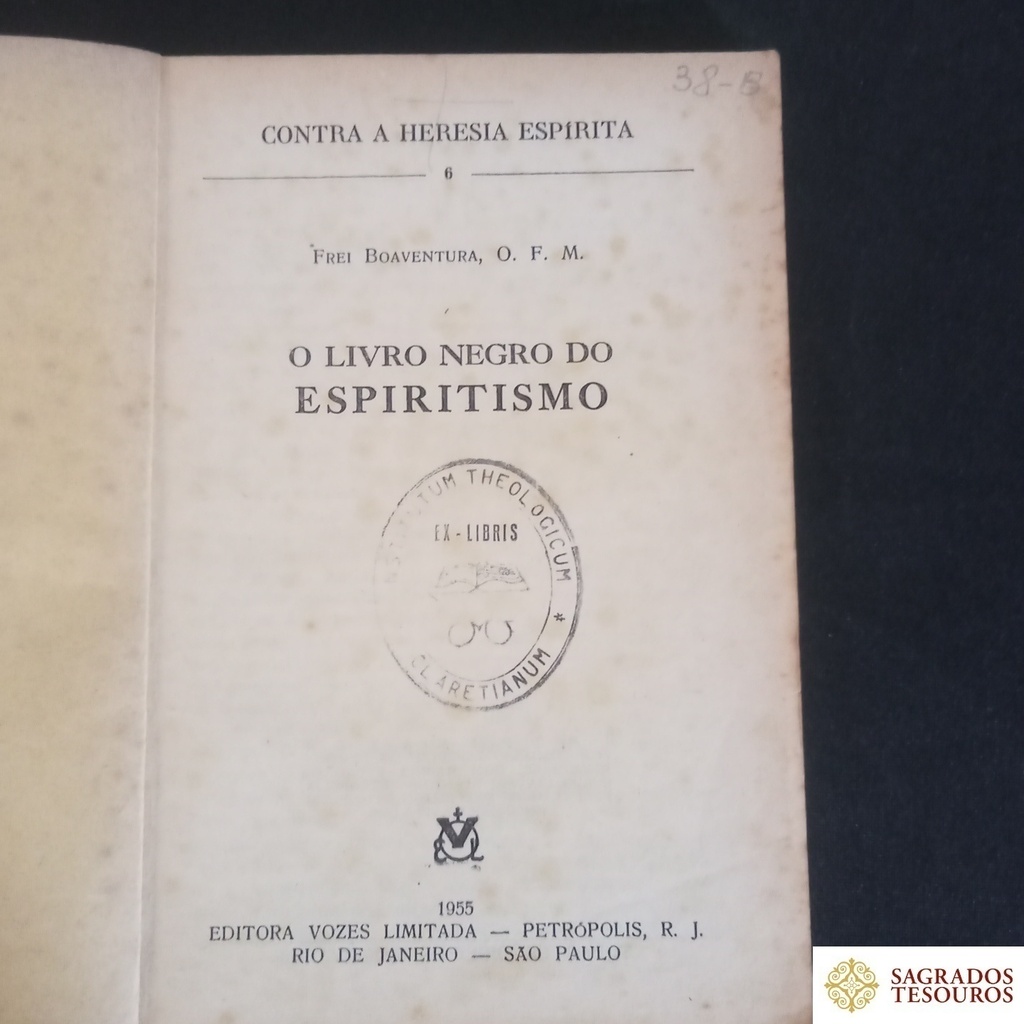 38-B
CONTRA A HERESIA ESPÍRITA
6
FREI BOAVENTURA, O. F. M.
O LIVRO NEGRO DO
ESPIRITISMO
THEOLOGICUM
EX-LIBRIS
CLARETIANUM
1955
EDITORA VOZES LIMITADA — PETRÓPOLIS, R. J.
RIO DE JANEIRO — SÃO PAULO
SAGRADOS
TESOUROS